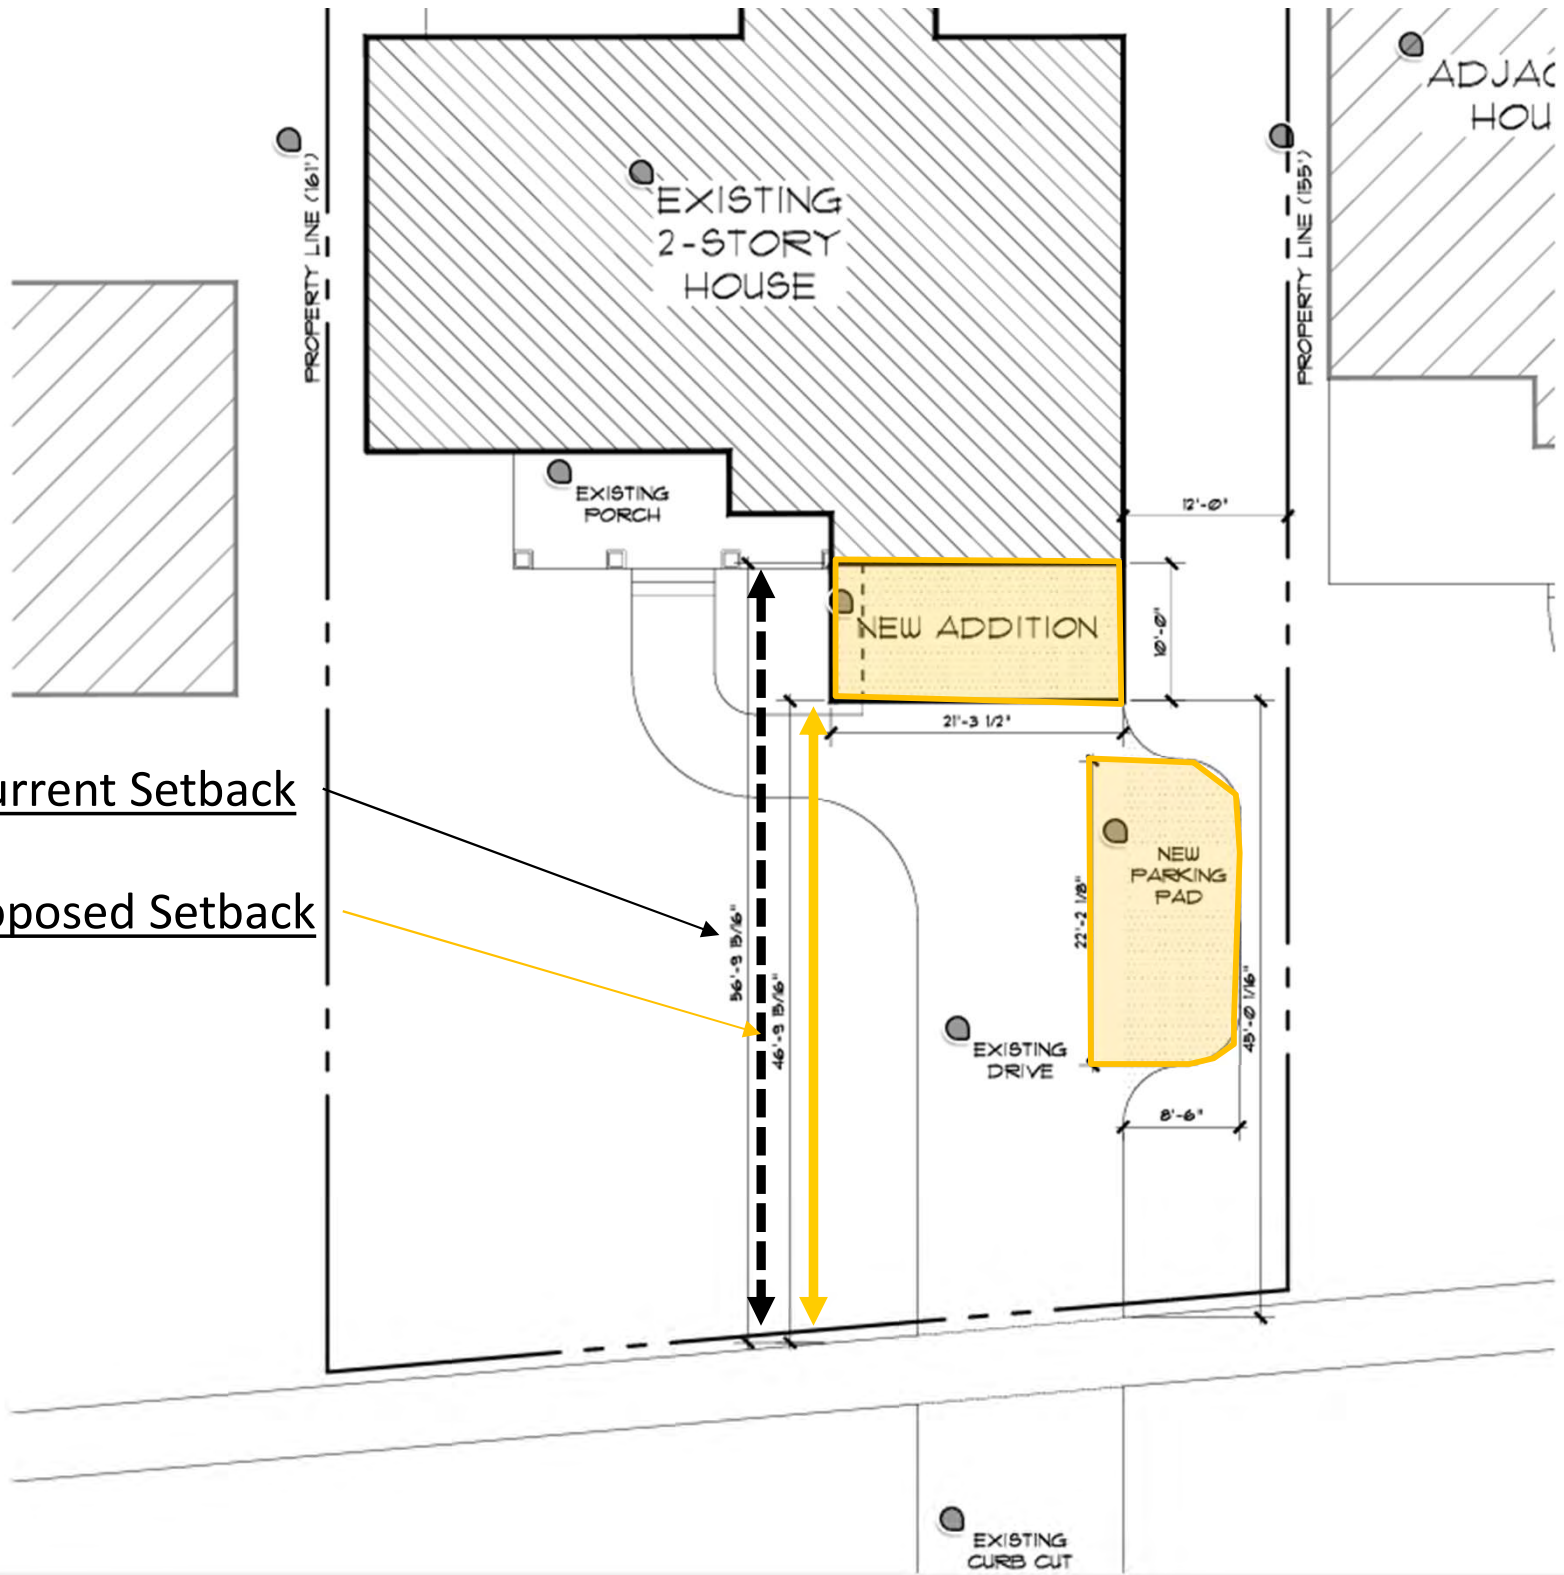 ADJAC
HOU
PROPERTY LINE (161')
EXISTING
2-STORY
HOUSE
PROPERTY LINE (155')
EXISTING
PORCH
12'-0"
NEW ADDITION
10'-0"
21'-3 1/2"
urrent Setback
NEW
PARKING
PAD
22'-2 1/8"
oposed Setback
56'-9 13/16"
46'-9 13/16"
45'-0 1/16"
EXISTING
DRIVE
8'-6"
EXISTING
CURB CUT